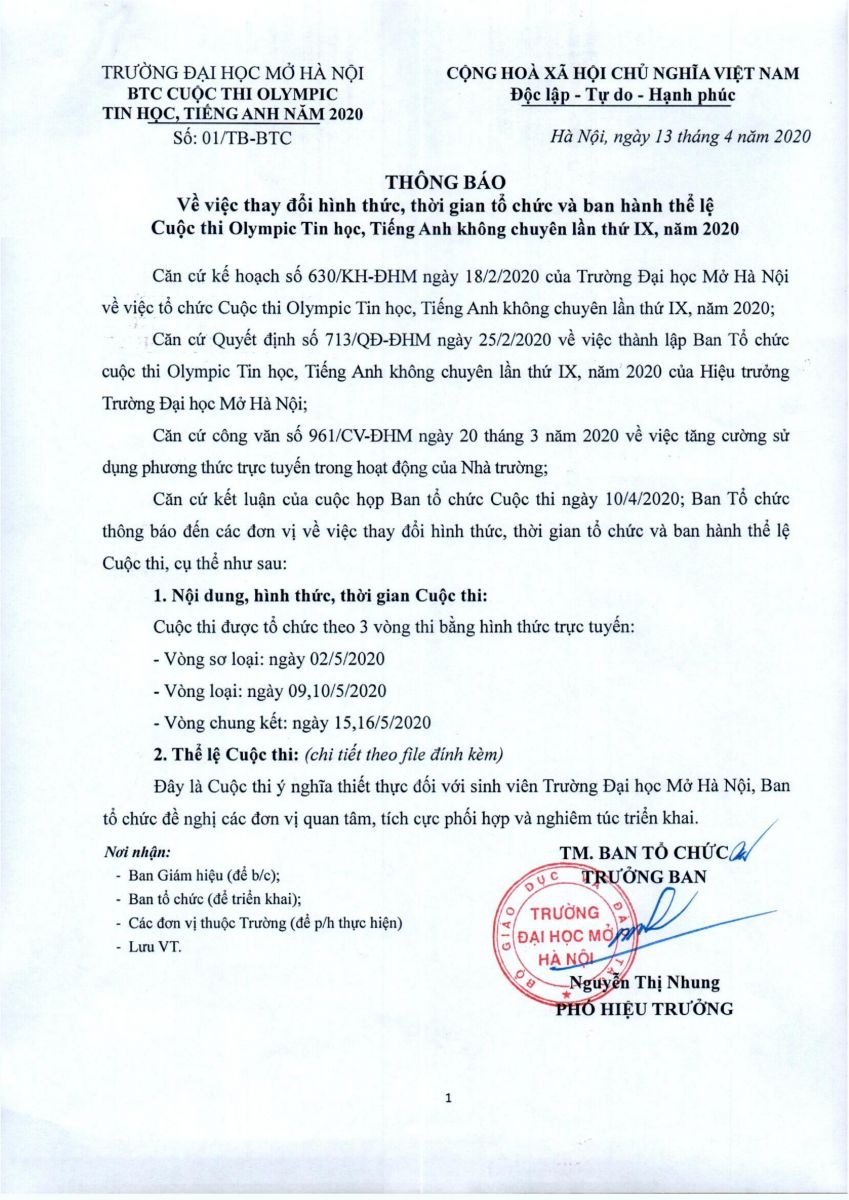 TRƯỜNG ĐẠI HỌC MỞ HÀ NỘI
BTC CUỘC THI OLYMPIC
TIN HỌC, TIẾNG ANH NĂM 2020
Số: 01/TB-BTC
CỘNG HOÀ XÃ HỘI CHỦ NGHĨA VIỆT NAM
Độc lập - Tự do - Hạnh phúc
Hà Nội, ngày 13 tháng 4 năm 2020
THÔNG BÁO
Về việc thay đổi hình thức, thời gian tổ chức và ban hành thể lệ
Cuộc thi Olympic Tin học, Tiếng Anh không chuyên lần thứ IX, năm 2020
Căn cứ kế hoạch số 630/KH-ĐHM ngày 18/2/2020 của Trường Đại học Mở Hà Nội
về việc tổ chức Cuộc thi Olympic Tin học, Tiếng Anh không chuyên lần thứ IX, năm 2020;
Căn cứ Quyết định số 713/QĐ-ĐHM ngày 25/2/2020 về việc thành lập Ban Tổ chức
cuộc thi Olympic Tin học, Tiếng Anh không chuyên lần thứ IX, năm 2020 của Hiệu trưởng
Trường Đại học Mở Hà Nội;
Căn cứ công văn số 961/CV-ĐHM ngày 20 tháng 3 năm 2020 về việc tăng cường sử
dụng phương thức trực tuyến trong hoạt động của Nhà trường;
Căn cứ kết luận của cuộc họp Ban tổ chức Cuộc thi ngày 10/4/2020; Ban Tổ chức
thông báo đến các đơn vị về việc thay đổi hình thức, thời gian tổ chức và ban hành thể lệ
Cuộc thi, cụ thể như sau:
1. Nội dung, hình thức, thời gian Cuộc thi:
Cuộc thi được tổ chức theo 3 vòng thi bằng hình thức trực tuyến:
- Vòng sơ loại: ngày 02/5/2020
- Vòng loại: ngày 09,10/5/2020
- Vòng chung kết: ngày 15,16/5/2020
2. Thể lệ Cuộc thi: (chi tiết theo file đính kèm)
Đây là Cuộc thi ý nghĩa thiết thực đối với sinh viên Trường Đại học Mở Hà Nội, Ban
tổ chức đề nghị các đơn vị quan tâm, tích cực phối hợp và nghiêm túc triển khai.
Nơi nhận:
- Ban Giám hiệu (để b/c);
- Ban tổ chức (để triển khai);
- Các đơn vị thuộc Trường (để p/h thực hiện)
- Lưu VT.
TM. BAN TỔ CHỨC
TRƯỞNG BAN
BỘ GIÁO DỤC VÀ ĐÀO TẠO
TRƯỜNG
ĐẠI HỌC MỞ
HÀ NỘI
Nguyễn Thị Nhung
PHÓ HIỆU TRƯỞNG
1